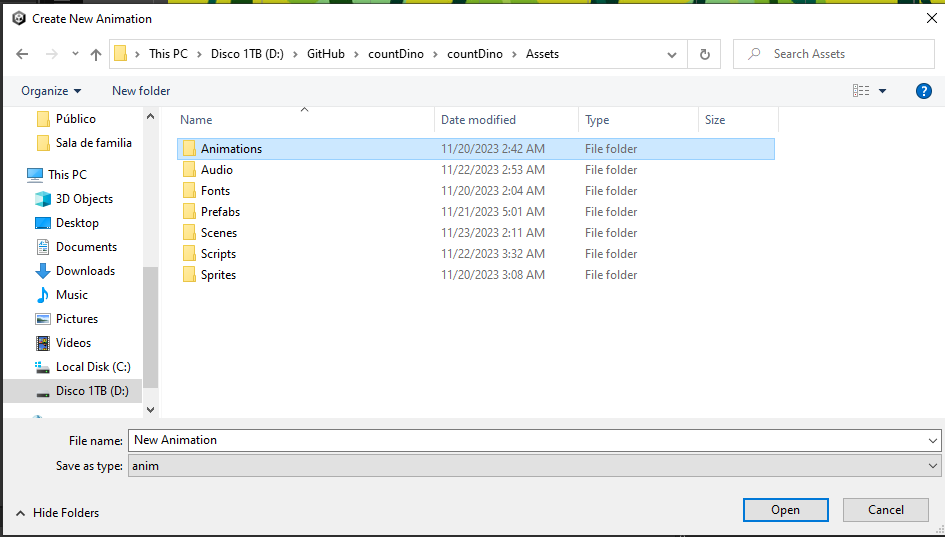 Create New Animation
This PC > Disco 1TB (D:) > GitHub > countDino > countDino > Assets
Search Assets
Organize
New folder
Name
Date modified
Type
Size
Público
Sala de familia
This PC
3D Objects
Desktop
Documents
Downloads
Music
Pictures
Videos
Local Disk (C:)
Disco 1TB (D:)
Animations 11/20/2023 2:42 AM File folder
Audio 11/22/2023 2:53 AM File folder
Fonts 11/20/2023 2:04 AM File folder
Prefabs 11/21/2023 5:01 AM File folder
Scenes 11/23/2023 2:11 AM File folder
Scripts 11/22/2023 3:32 AM File folder
Sprites 11/20/2023 3:08 AM File folder
File name: New Animation
Save as type: anim
Hide Folders
Open
Cancel